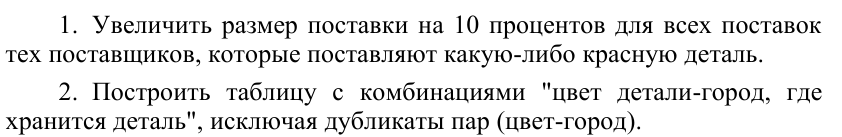 1. Увеличить размер поставки на 10 процентов для всех поставок
тех поставщиков, которые поставляют какую-либо красную деталь.
2. Построить таблицу с комбинациями "цвет детали-город, где
хранится деталь", исключая дубликаты пар (цвет-город).